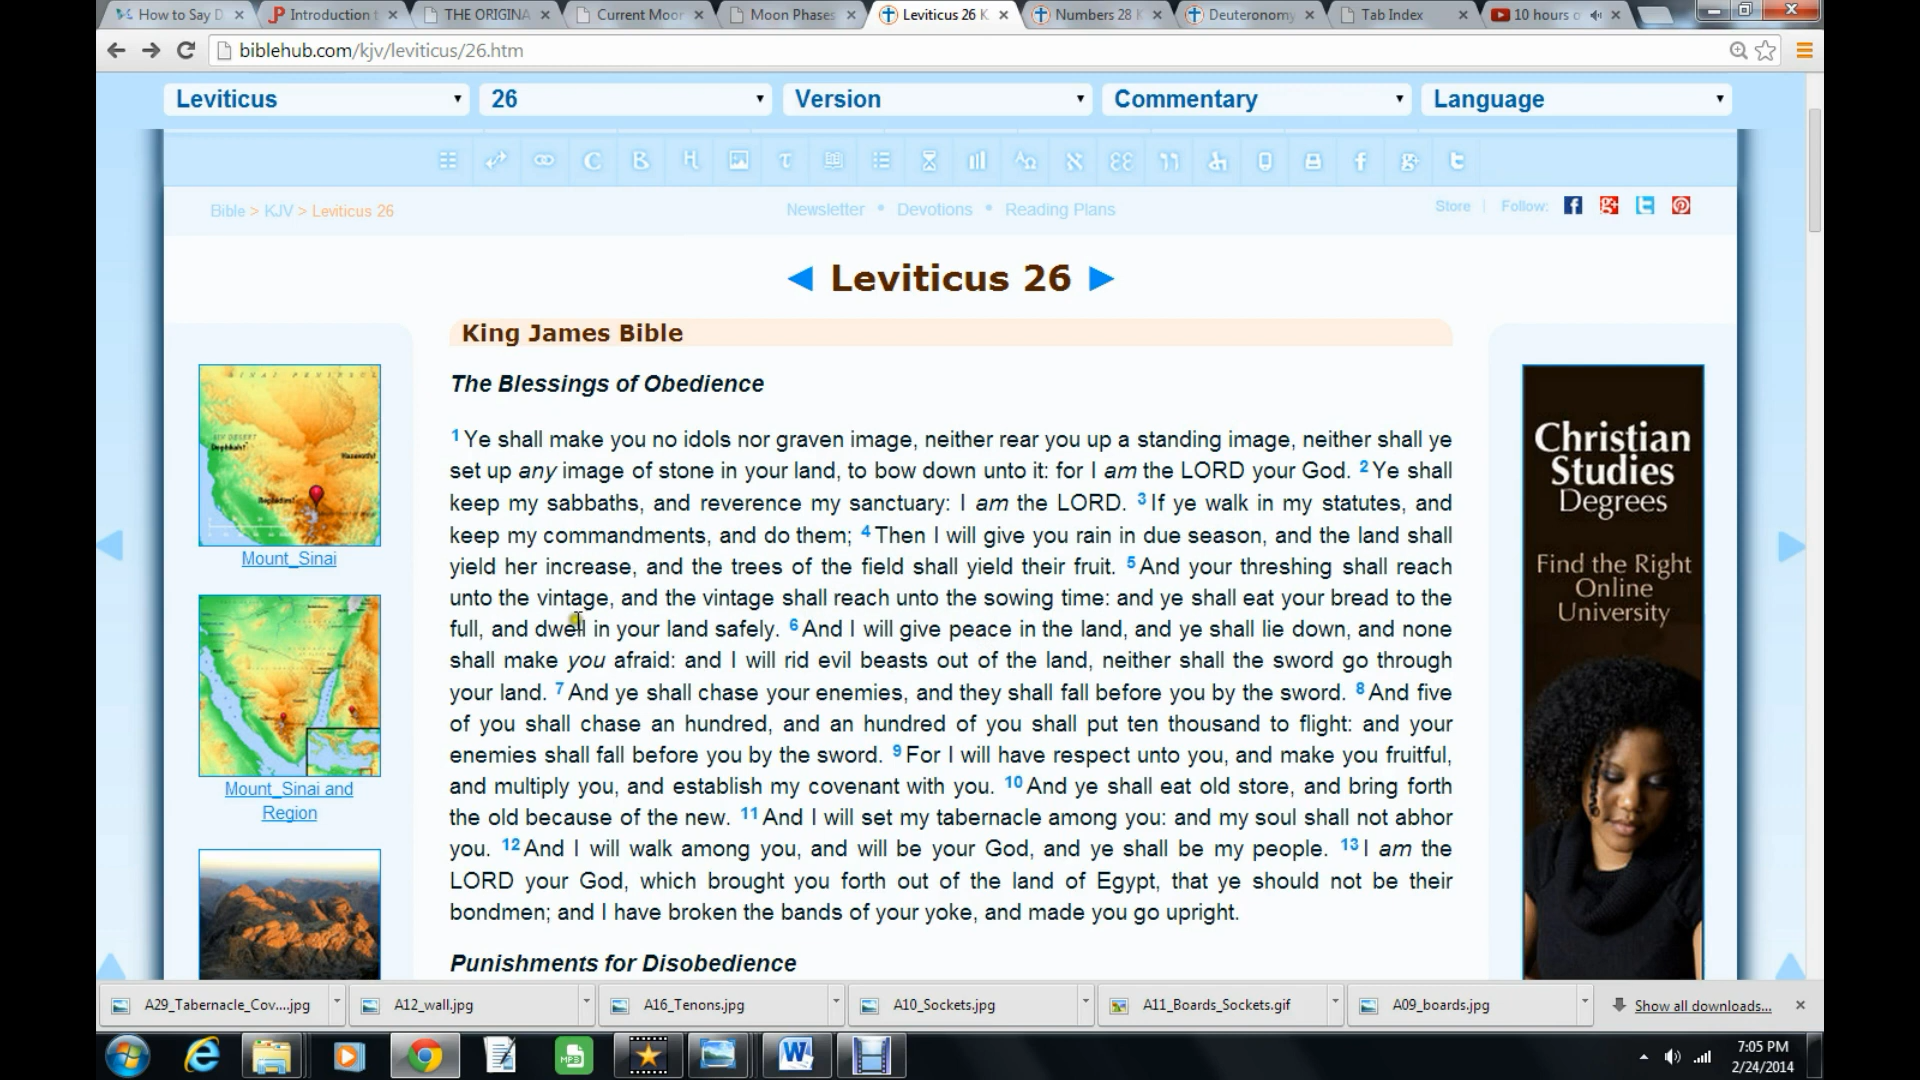 How to Say D
Introduction t
THE ORIGINA
Current Moon
Moon Phases
Leviticus 26 K
Numbers 28 K
Deuteronomy
Tab Index
10 hours o
biblehub.com/kjv/leviticus/26.htm
Leviticus
26
Version
Commentary
Language
Bible > KJV > Leviticus 26
Newsletter • Devotions • Reading Plans
Store | Follow:
◄ Leviticus 26 ►
King James Bible
The Blessings of Obedience
1 Ye shall make you no idols nor graven image, neither rear you up a standing image, neither shall ye
set up any image of stone in your land, to bow down unto it: for I am the LORD your God. 2 Ye shall
keep my sabbaths, and reverence my sanctuary: I am the LORD. 3 If ye walk in my statutes, and
keep my commandments, and do them; 4 Then I will give you rain in due season, and the land shall
yield her increase, and the trees of the field shall yield their fruit. 5 And your threshing shall reach
unto the vintage, and the vintage shall reach unto the sowing time: and ye shall eat your bread to the
full, and dwell in your land safely. 6 And I will give peace in the land, and ye shall lie down, and none
shall make you afraid: and I will rid evil beasts out of the land, neither shall the sword go through
your land. 7 And ye shall chase your enemies, and they shall fall before you by the sword. 8 And five
of you shall chase an hundred, and an hundred of you shall put ten thousand to flight: and your
enemies shall fall before you by the sword. 9 For I will have respect unto you, and make you fruitful,
and multiply you, and establish my covenant with you. 10 And ye shall eat old store, and bring forth
the old because of the new. 11 And I will set my tabernacle among you: and my soul shall not abhor
you. 12 And I will walk among you, and will be your God, and ye shall be my people. 13 I am the
LORD your God, which brought you forth out of the land of Egypt, that ye should not be their
bondmen; and I have broken the bands of your yoke, and made you go upright.
Punishments for Disobedience
Mount_Sinai
Mount_Sinai and
Region
Christian
Studies
Degrees
Find the Right
Online
University
A29_Tabernacle_Cov....jpg
A12_wall.jpg
A16_Tenons.jpg
A10_Sockets.jpg
A11_Boards_Sockets.gif
A09_boards.jpg
Show all downloads...
MP3
7:05 PM
2/24/2014